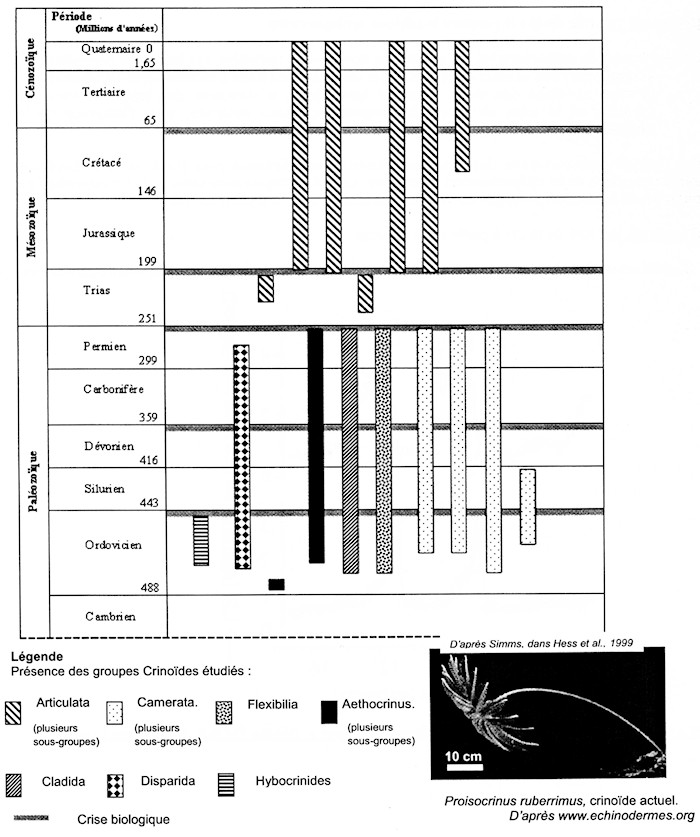 Période
(Millions d'années)
Cénozoïque
Quaternaire 0
1,65
Tertiaire
65
Mésozoïque
Crétacé
146
Jurassique
199
Trias
251
Paléozoïque
Permien
299
Carbonifère
359
Dévonien
416
Silurien
443
Ordovicien
488
Cambrien
Légende
Présence des groupes Crinoïdes étudiés :
Articulata
(plusieurs
sous-groupes)
Camerata.
(plusieurs
sous-groupes)
Flexibilia
Aethocrinus.
(plusieurs
sous-groupes)
Cladida
Disparida
Hybocrinides
Crise biologique
D'après Simms, dans Hess et al., 1999
10 cm
Proisocrinus ruberrimus, crinoïde actuel.
D'après www.echinodermes.org